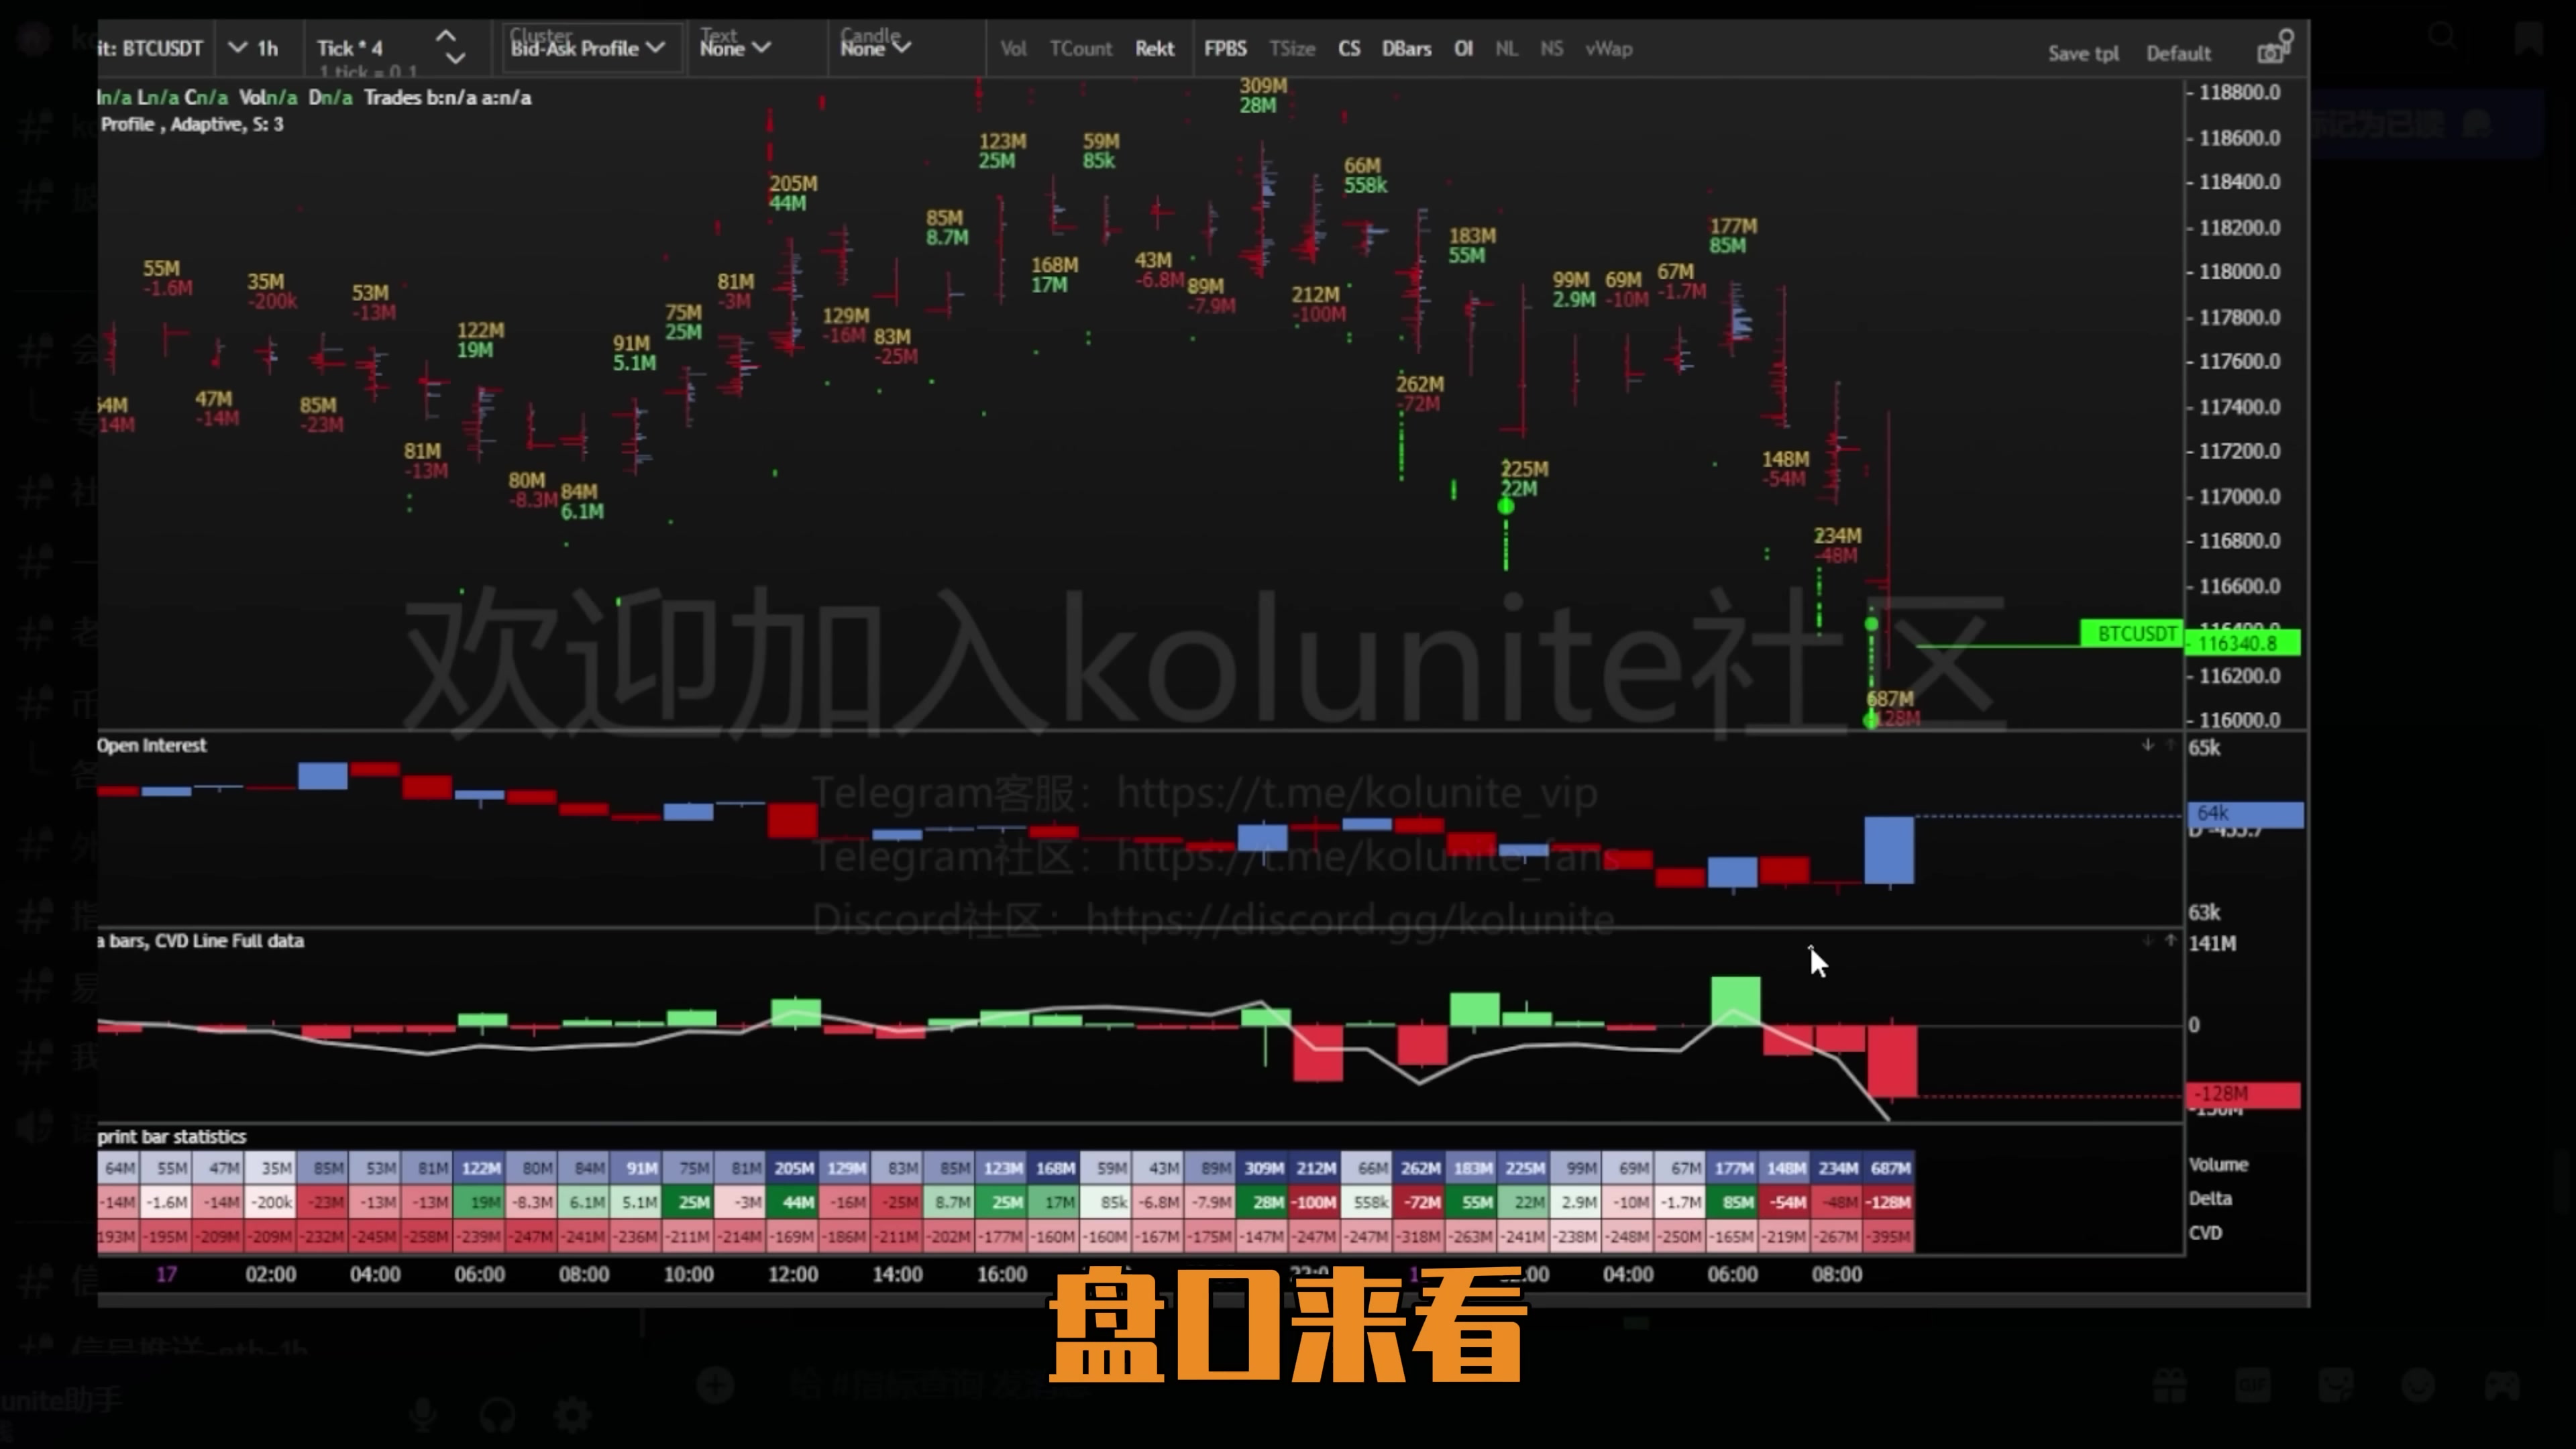 it: BTCUSDT 1h Tick * 4 Bid-Ask Profile None None Vol TCount Rekt FPBS TSize CS DBars OI NL NS vWap Save tpl Default
Cluster Text Candle
n/a Ln/a Cn/a Voln/a Dn/a Trades b:n/a a:n/a
Profile , Adaptive, S: 3
55M
-1.6M
47M
-14M
35M
-200k
85M
-23M
53M
-13M
81M
-13M
122M
19M
80M
-8.3M
84M
6.1M
91M
5.1M
75M
25M
81M
-3M
205M
44M
129M
-16M
83M
-25M
85M
8.7M
123M
25M
168M
17M
59M
85k
43M
-6.8M
89M
-7.9M
309M
28M
212M
-100M
66M
558k
262M
-72M
183M
55M
225M
22M
99M
2.9M
69M
-10M
67M
-1.7M
177M
85M
148M
-54M
234M
-48M
687M
128M
118800.0
118600.0
118400.0
118200.0
118000.0
117800.0
117600.0
117400.0
117200.0
117000.0
116800.0
116600.0
BTCUSDT 116340.8
116200.0
116000.0
欢迎加入kolunite社区
Telegram客服：https://t.me/kolunite_vip
Telegram社区：https://t.me/kolunite_fans
Discord社区：https://discord.gg/kolunite
Open Interest
65k
64k
63k
a bars, CVD Line Full data
141M
0
-128M
print bar statistics
64M 55M 47M 35M 85M 53M 81M 122M 80M 84M 91M 75M 81M 205M 129M 83M 85M 123M 168M 59M 43M 89M 309M 212M 66M 262M 183M 225M 99M 69M 67M 177M 148M 234M 687M Volume
-14M -1.6M -14M -200k -23M -13M -13M 19M -8.3M 6.1M 5.1M 25M -3M 44M -16M -25M 8.7M 25M 17M 85k -6.8M -7.9M 28M -100M 558k -72M 55M 22M 2.9M -10M -1.7M 85M -54M -48M -128M Delta
193M -195M -209M -209M -232M -245M -258M -239M -247M -241M -236M -211M -214M -169M -186M -211M -202M -177M -160M -160M -167M -175M -147M -247M -247M -318M -263M -241M -238M -248M -250M -165M -219M -267M -395M CVD
17 02:00 04:00 06:00 08:00 10:00 12:00 14:00 16:00 04:00 06:00 08:00
盘口来看
标记为已读
unite助手
GIF